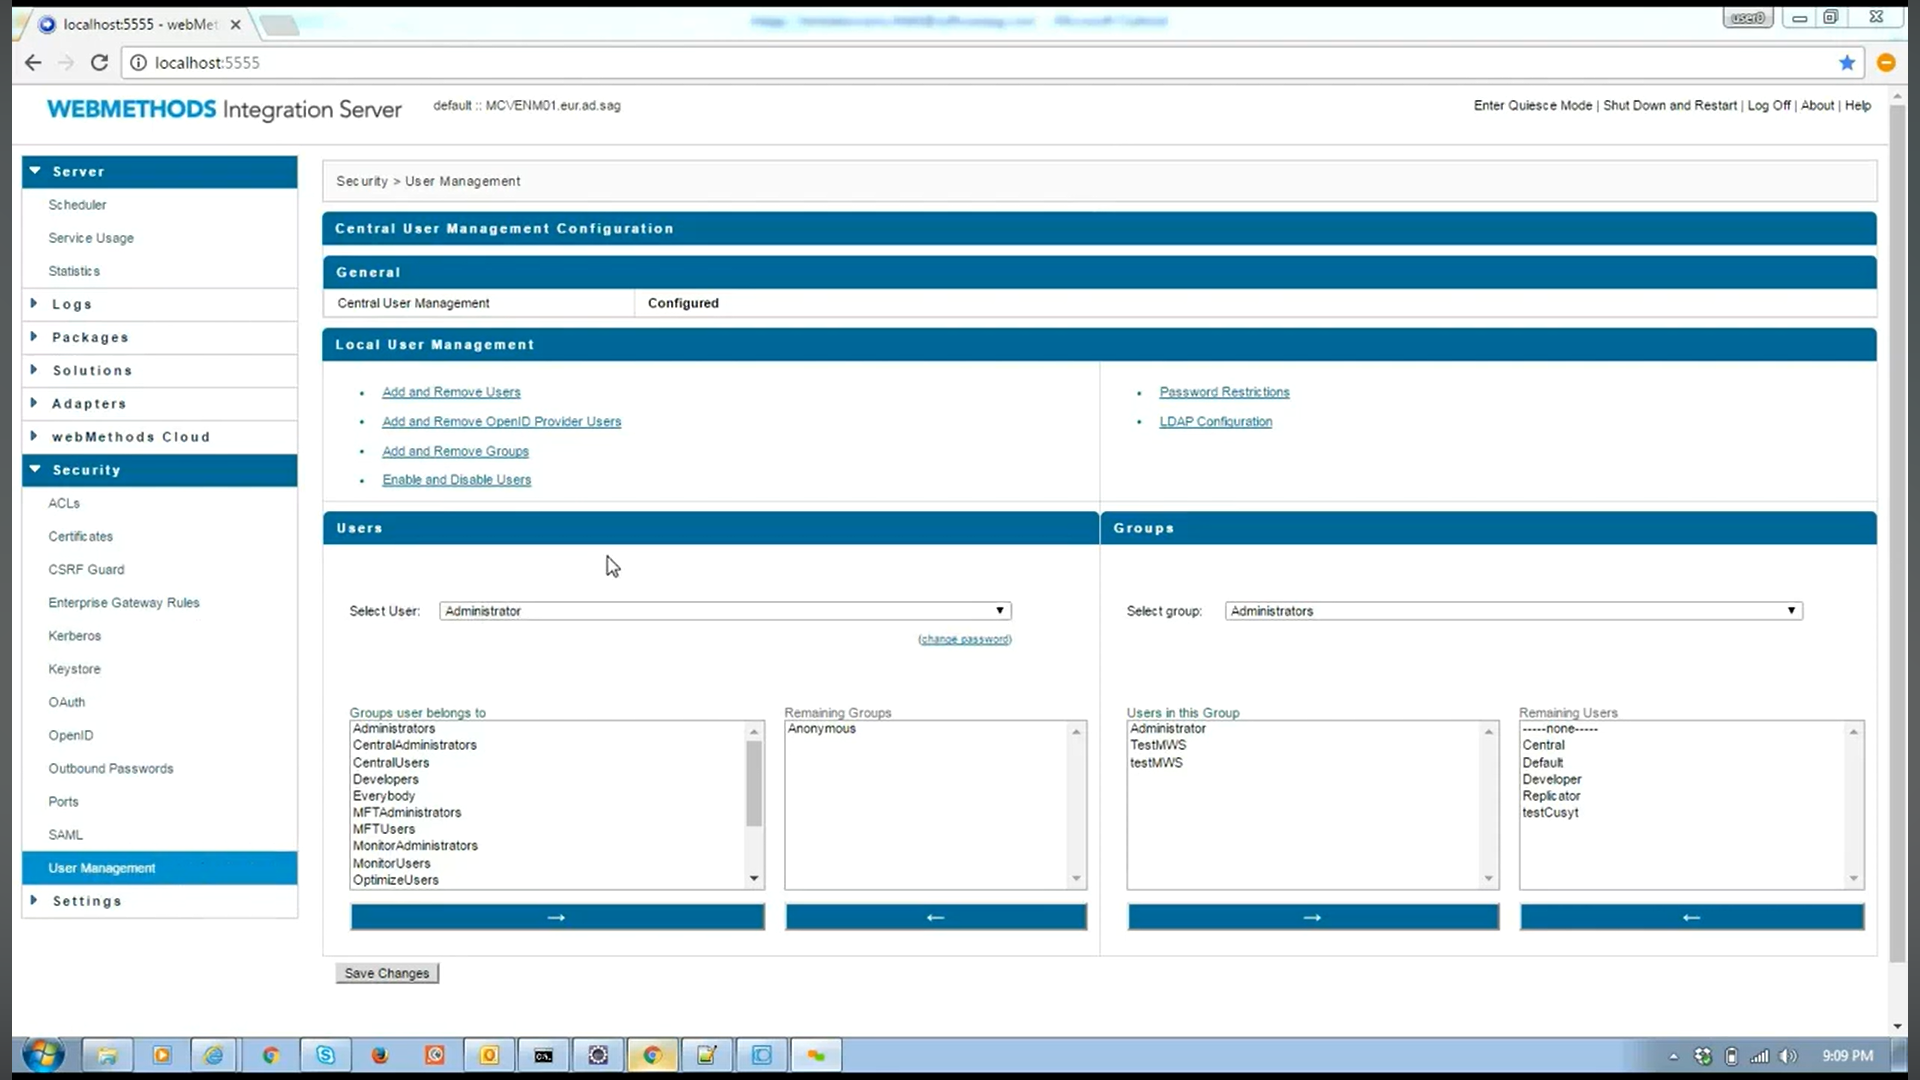 localhost:5555 - webMet
user0
localhost:5555
WEBMETHODS Integration Server
default :: MCVENM01.eur.ad.sag
Enter Quiesce Mode | Shut Down and Restart | Log Off | About | Help
Server
Scheduler
Service Usage
Statistics
Logs
Packages
Solutions
Adapters
webMethods Cloud
Security
ACLs
Certificates
CSRF Guard
Enterprise Gateway Rules
Kerberos
Keystore
OAuth
OpenID
Outbound Passwords
Ports
SAML
User Management
Settings
Security > User Management
Central User Management Configuration
General
Central User Management
Configured
Local User Management
Add and Remove Users
Add and Remove OpenID Provider Users
Add and Remove Groups
Enable and Disable Users
Password Restrictions
LDAP Configuration
Users
Select User:
Administrator
(change password)
Groups user belongs to
Administrators
CentralAdministrators
CentralUsers
Developers
Everybody
MFTAdministrators
MFTUsers
MonitorAdministrators
MonitorUsers
OptimizeUsers
Remaining Groups
Anonymous
Groups
Select group:
Administrators
Users in this Group
Administrator
TestMWS
testMWS
Remaining Users
-----none-----
Central
Default
Developer
Replicator
testCusyt
Save Changes
9:09 PM